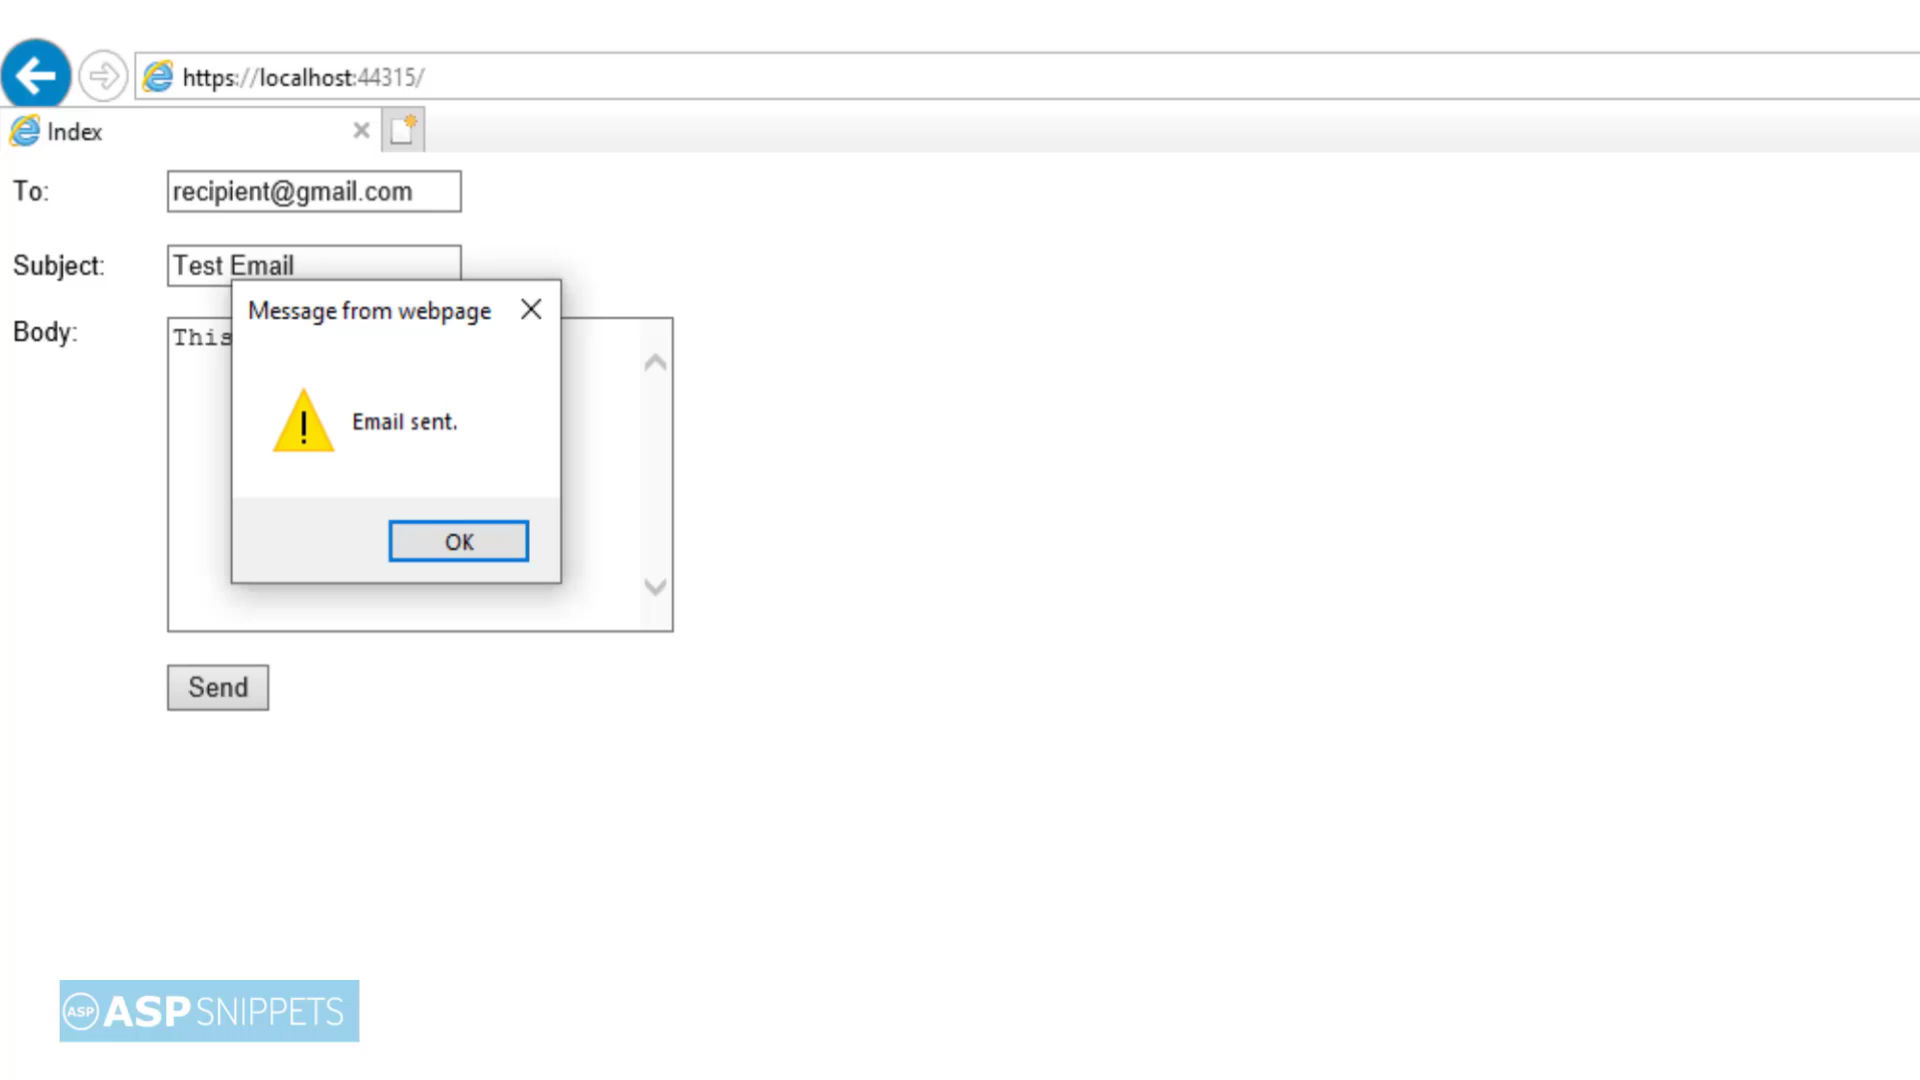 https://localhost:44315/
Index
To:
recipient@gmail.com
Subject:
Test Email
Message from webpage
Body:
This
Email sent.
OK
Send
ASP ASPSNIPPETS